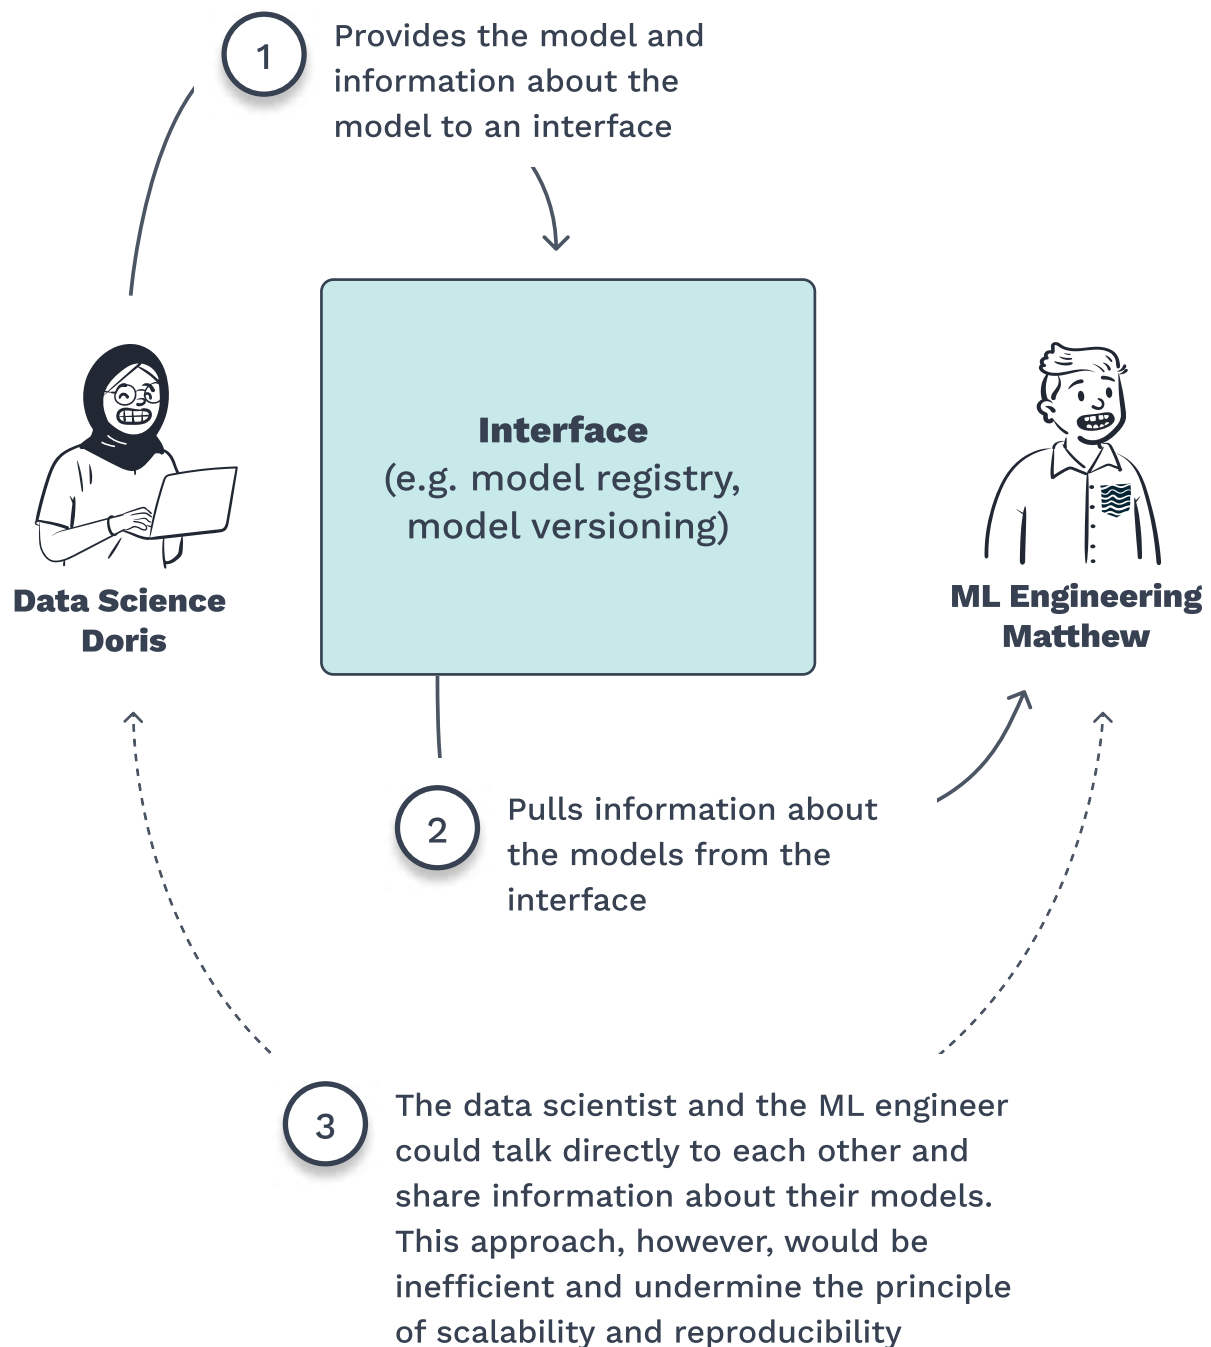 1
Provides the model and
information about the
model to an interface
Interface
(e.g. model registry,
model versioning)
Data Science
Doris
ML Engineering
Matthew
2
Pulls information about
the models from the
interface
3
The data scientist and the ML engineer
could talk directly to each other and
share information about their models.
This approach, however, would be
inefficient and undermine the principle
of scalability and reproducibility